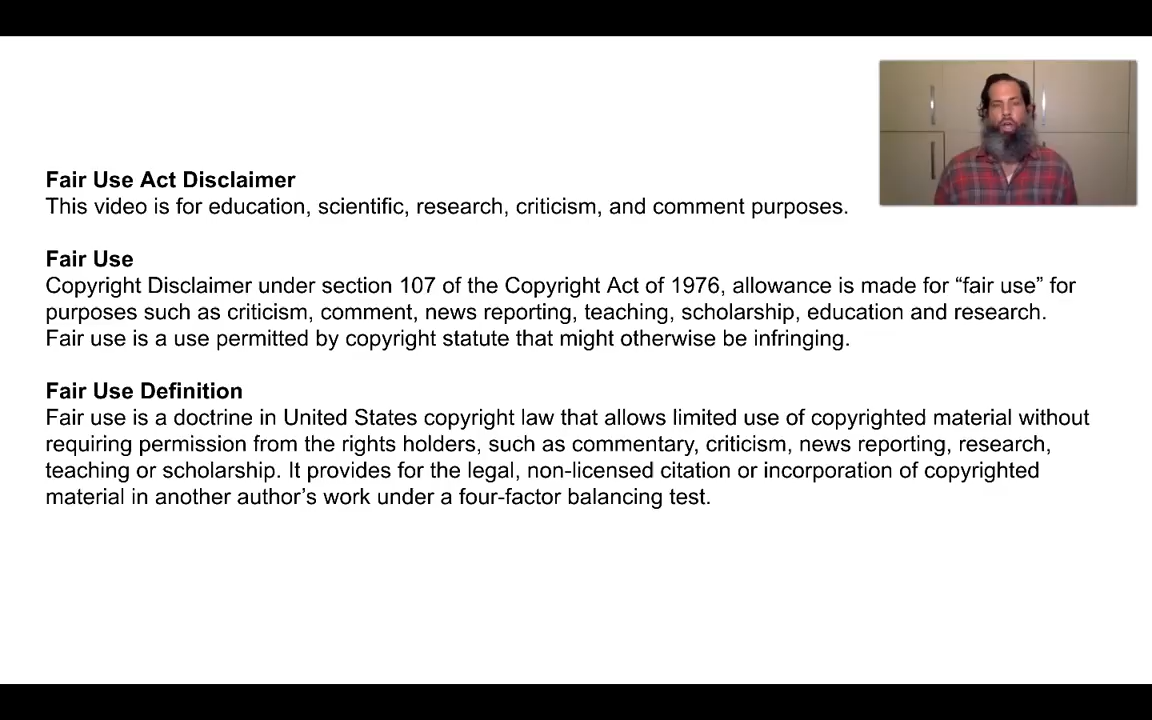 Fair Use Act Disclaimer
This video is for education, scientific, research, criticism, and comment purposes.
Fair Use
Copyright Disclaimer under section 107 of the Copyright Act of 1976, allowance is made for “fair use” for
purposes such as criticism, comment, news reporting, teaching, scholarship, education and research.
Fair use is a use permitted by copyright statute that might otherwise be infringing.
Fair Use Definition
Fair use is a doctrine in United States copyright law that allows limited use of copyrighted material without
requiring permission from the rights holders, such as commentary, criticism, news reporting, research,
teaching or scholarship. It provides for the legal, non-licensed citation or incorporation of copyrighted
material in another author’s work under a four-factor balancing test.